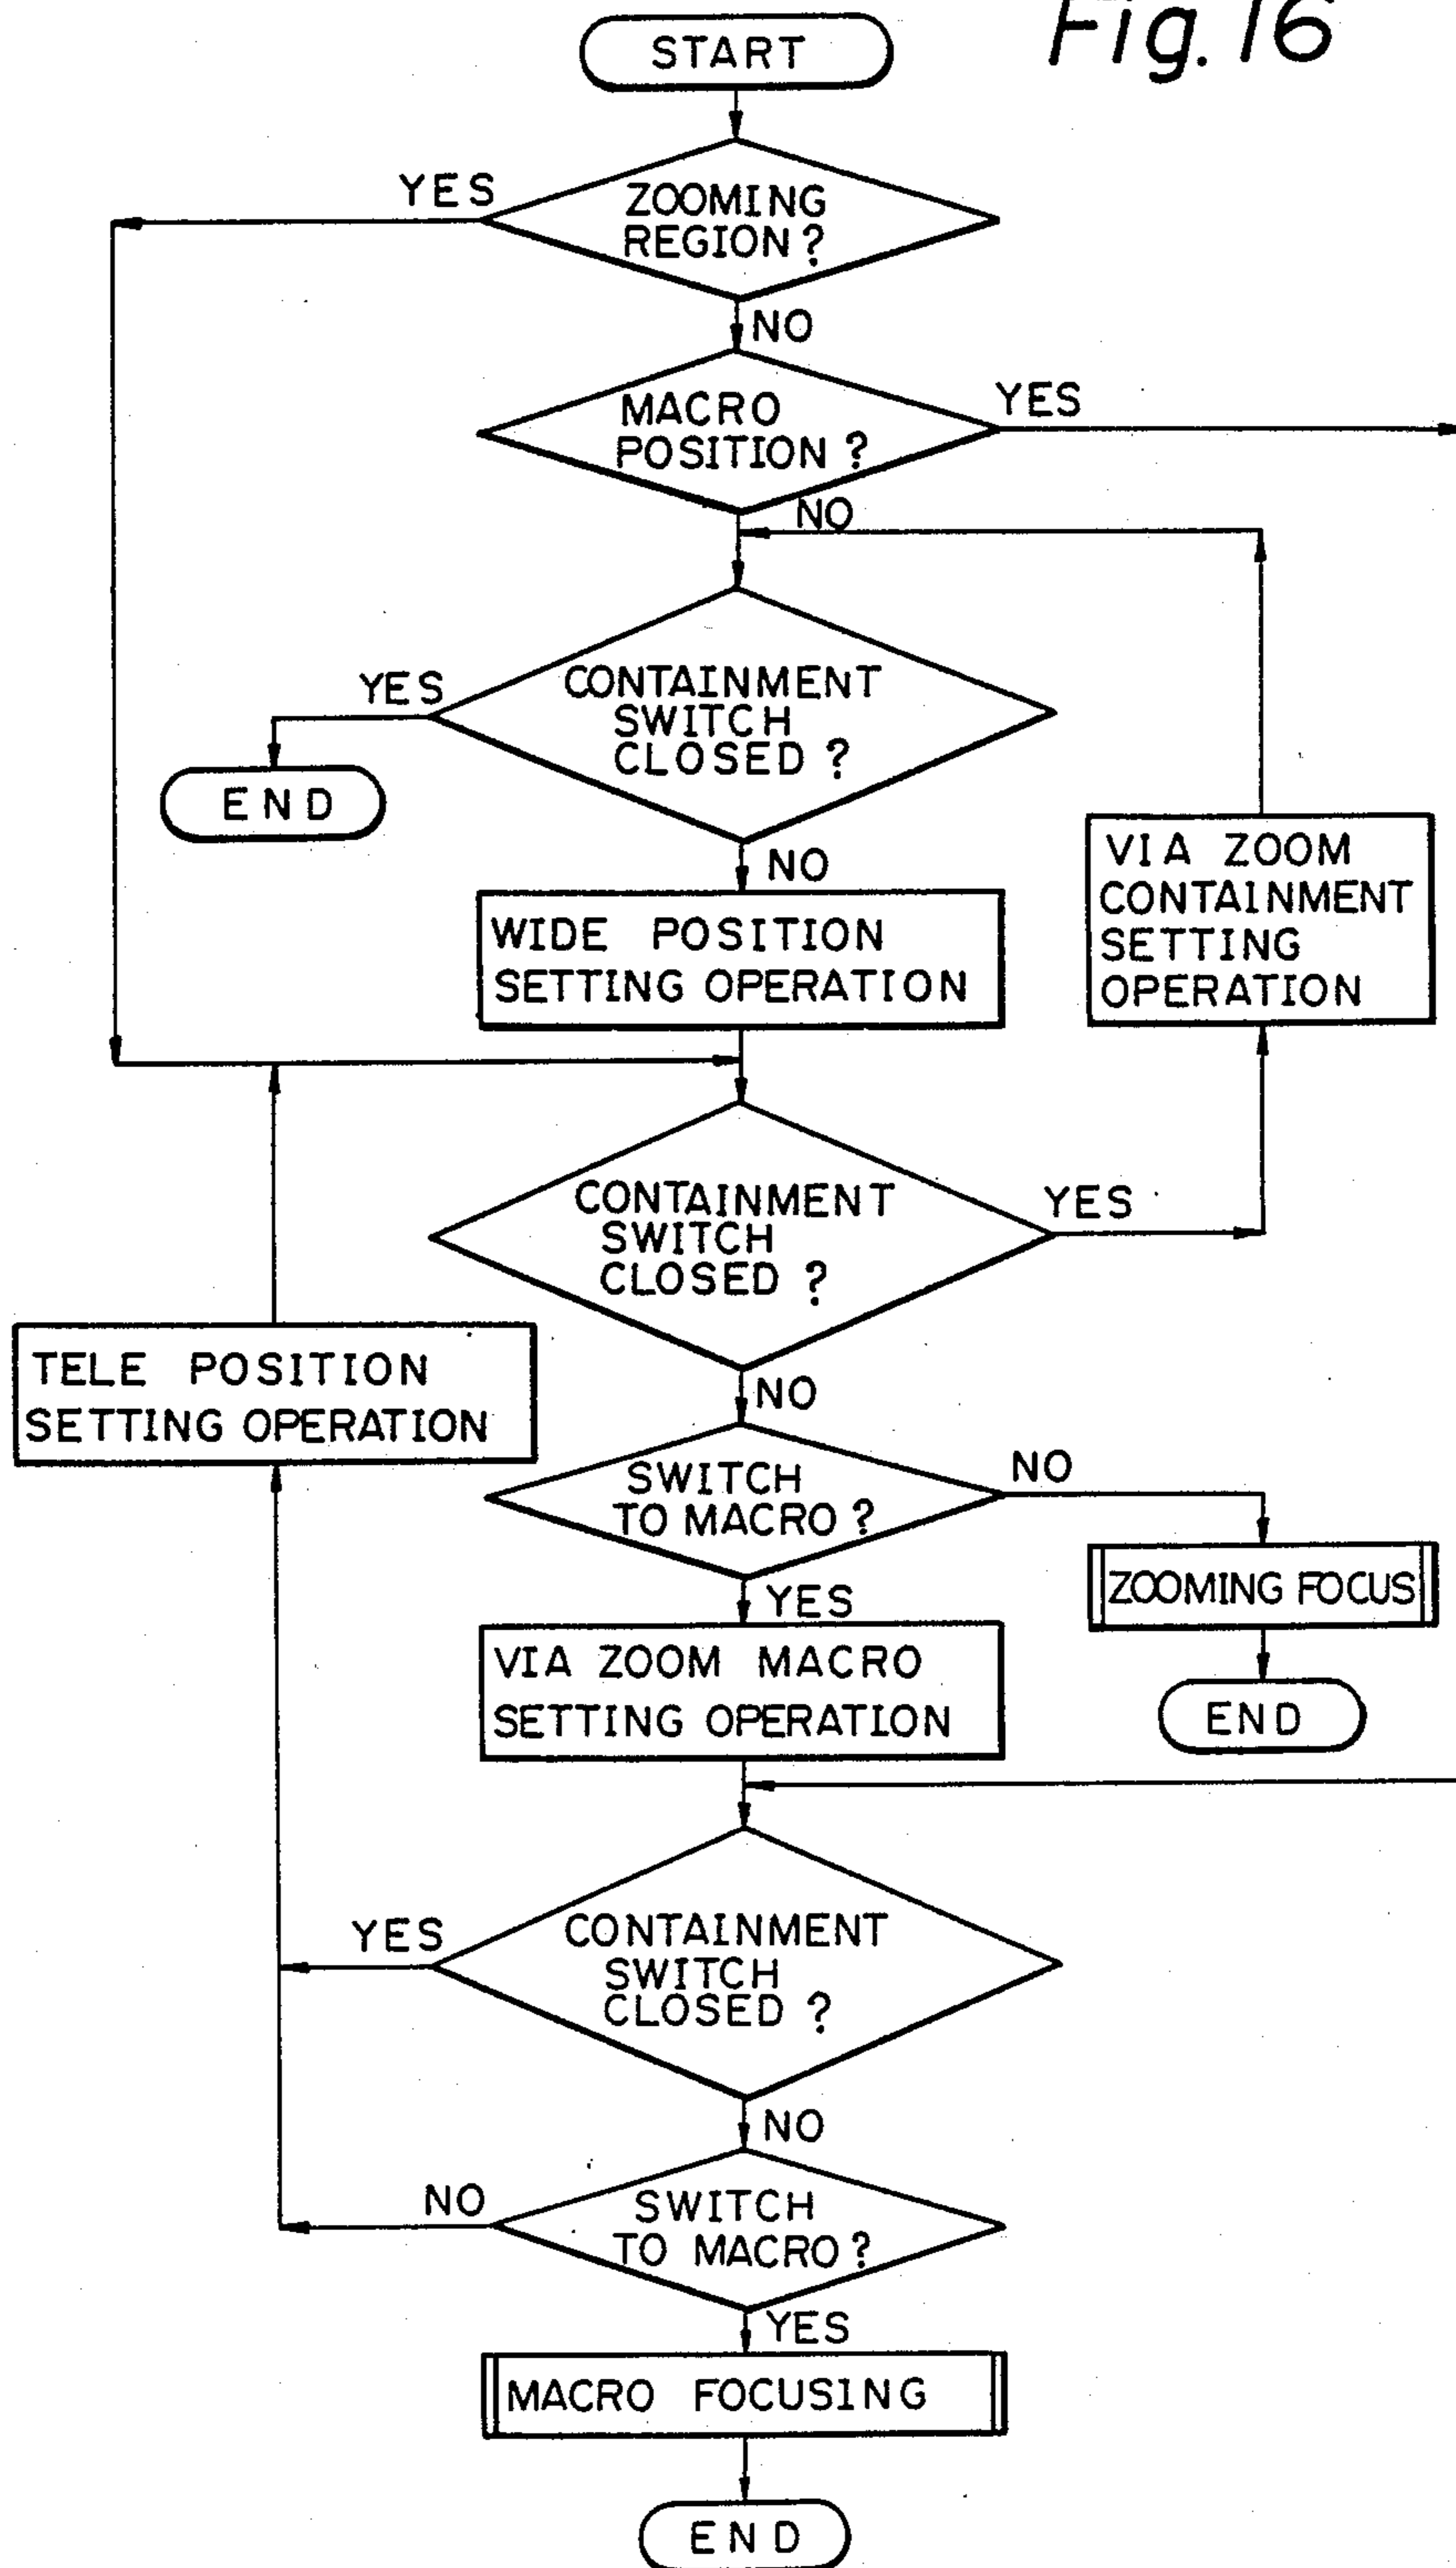 Fig. 16
START
YES
ZOOMING
REGION?
NO
MACRO
POSITION?
YES
NO
CONTAINMENT
SWITCH
CLOSED?
YES
END
NO
WIDE POSITION
SETTING OPERATION
VIA ZOOM
CONTAINMENT
SETTING
OPERATION
CONTAINMENT
SWITCH
CLOSED?
YES
TELE POSITION
SETTING OPERATION
NO
SWITCH
TO MACRO?
NO
ZOOMING FOCUS
END
YES
VIA ZOOM MACRO
SETTING OPERATION
CONTAINMENT
SWITCH
CLOSED?
YES
NO
SWITCH
TO MACRO?
NO
YES
MACRO FOCUSING
END